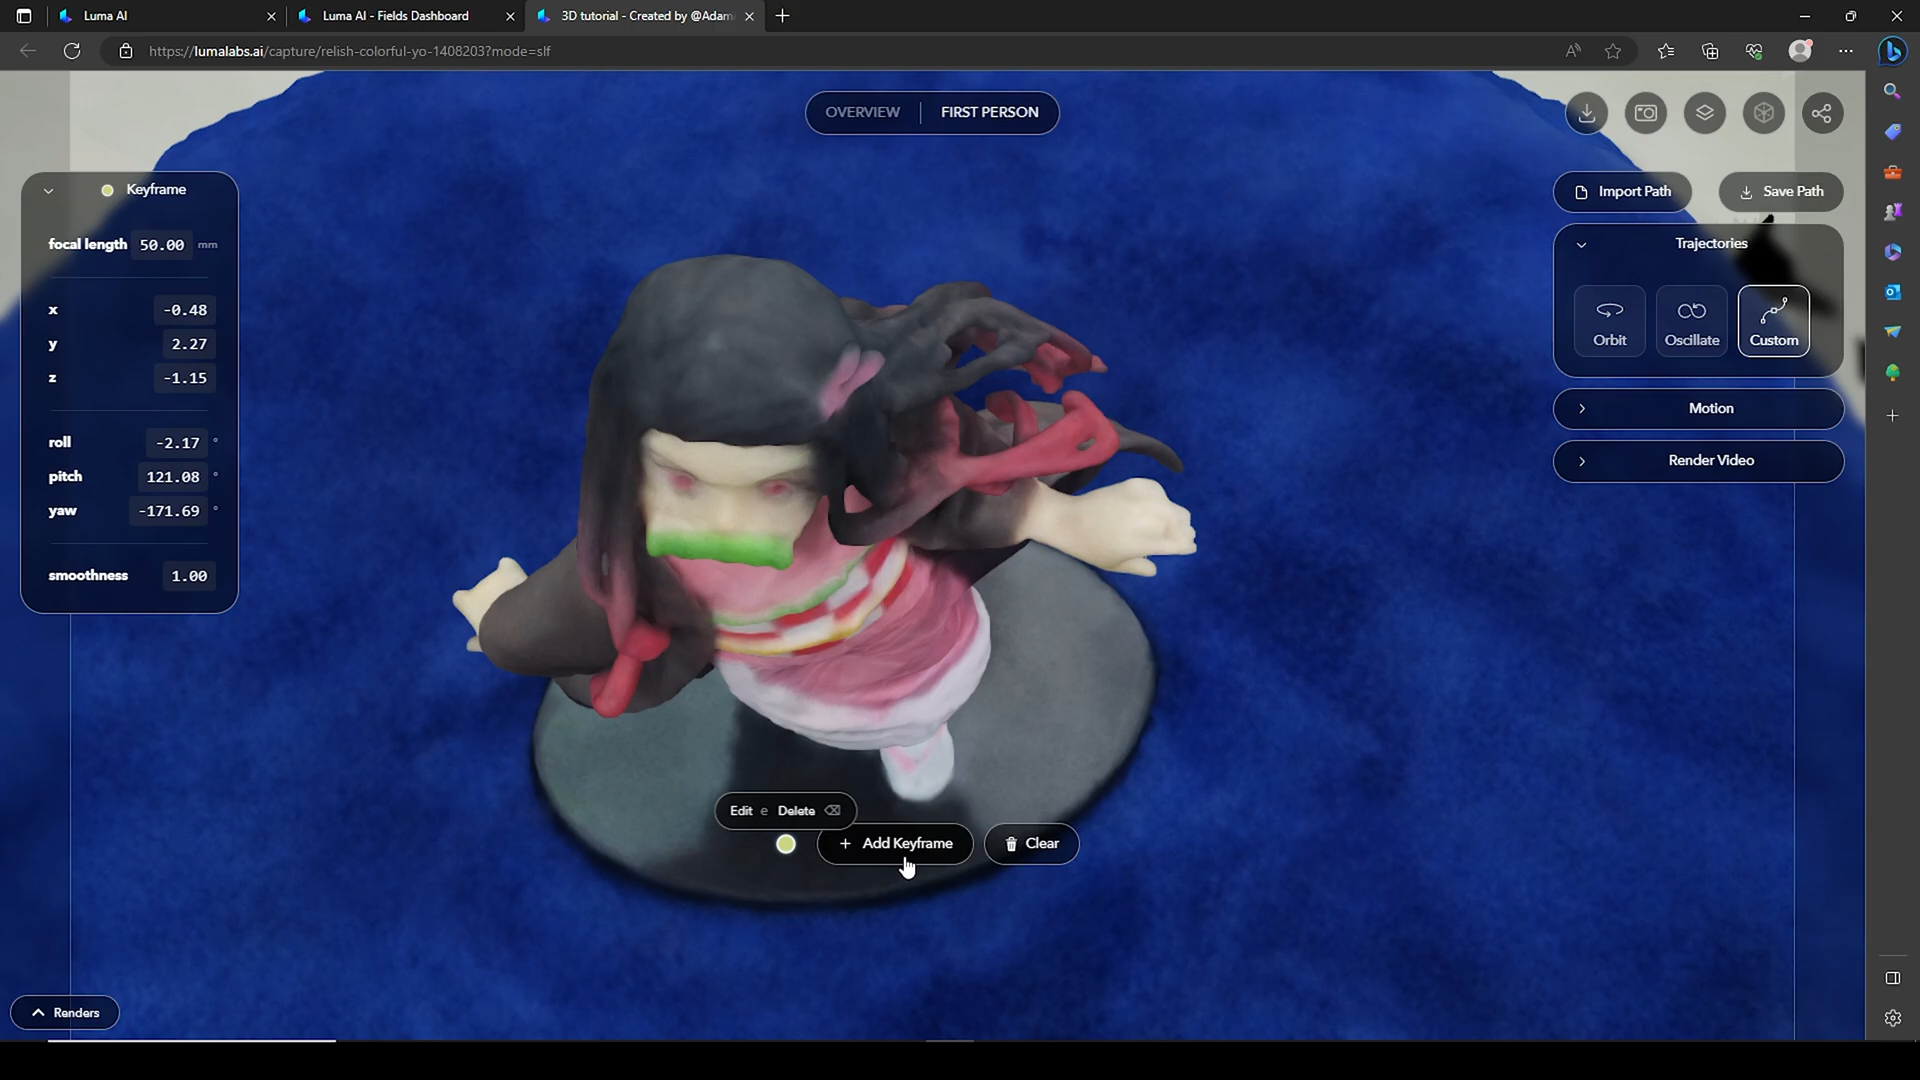 Luma AI
Luma AI - Fields Dashboard
3D tutorial - Created by @Adam
https://lumalabs.ai/capture/relish-colorful-yo-1408203?mode=slf
OVERVIEW
FIRST PERSON
Keyframe
focal length 50.00 mm
x -0.48
y 2.27
z -1.15
roll -2.17 °
pitch 121.08 °
yaw -171.69 °
smoothness 1.00
Import Path
Save Path
Trajectories
Orbit
Oscillate
Custom
Motion
Render Video
Edit e Delete
+ Add Keyframe
Clear
Renders